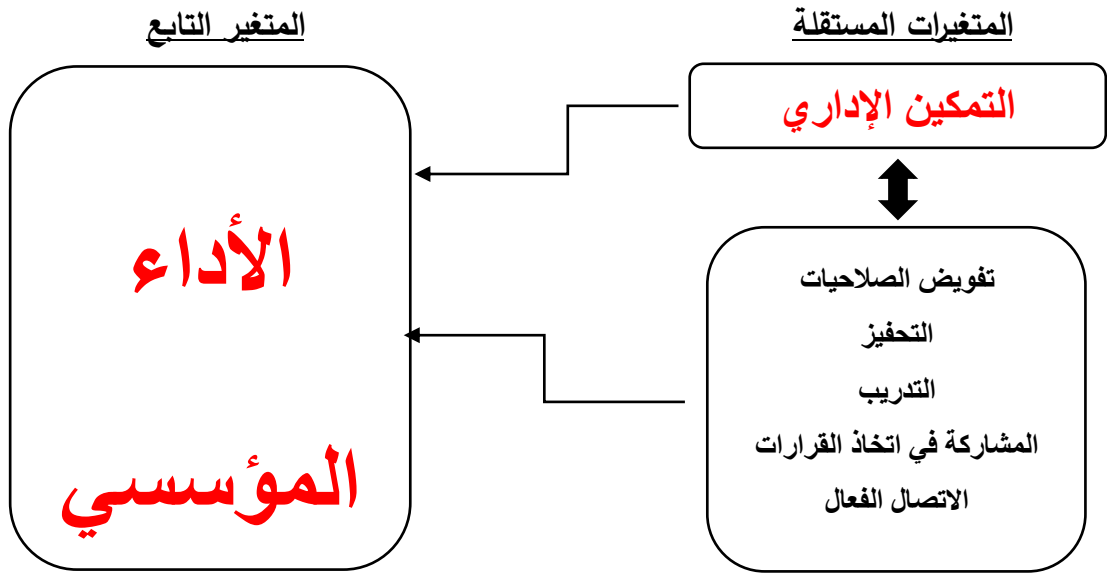 المتغيرات المستقلة
التمكين الإداري
تفويض الصلاحيات
التحفيز
التدريب
المشاركة في اتخاذ القرارات
الاتصال الفعال
المتغير التابع
الأداء
المؤسسي